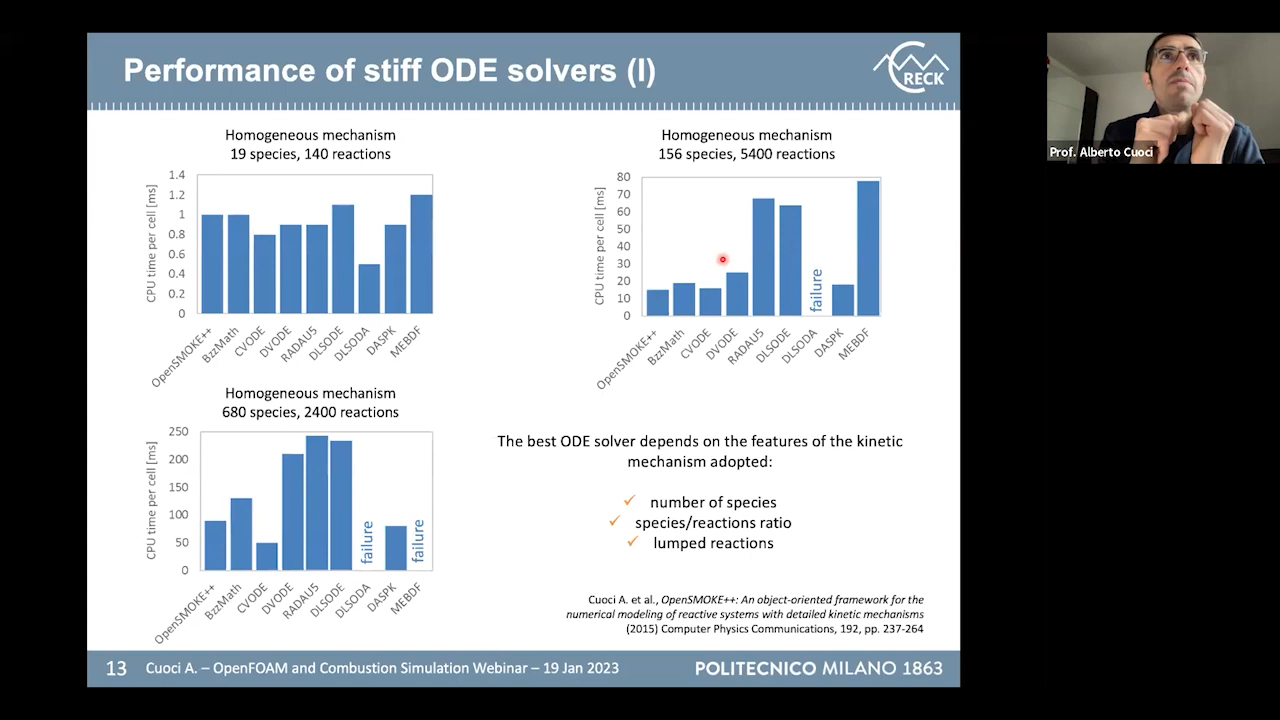 Performance of stiff ODE solvers (I)
CRECK
Homogeneous mechanism
19 species, 140 reactions
CPU time per cell [ms]
1.4
1.2
1
0.8
0.6
0.4
0.2
0
OpenSMOKE++
BzzMath
CVODE
DVODE
RADAU5
DLSODE
DLSODA
DASPK
MEBDF
Homogeneous mechanism
156 species, 5400 reactions
CPU time per cell [ms]
80
70
60
50
40
30
20
10
0
failure
OpenSMOKE++
BzzMath
CVODE
DVODE
RADAU5
DLSODE
DLSODA
DASPK
MEBDF
Homogeneous mechanism
680 species, 2400 reactions
CPU time per cell [ms]
250
200
150
100
50
0
failure
failure
OpenSMOKE++
BzzMath
CVODE
DVODE
RADAU5
DLSODE
DLSODA
DASPK
MEBDF
The best ODE solver depends on the features of the kinetic
mechanism adopted:
✓ number of species
✓ species/reactions ratio
✓ lumped reactions
Cuoci A. et al., OpenSMOKE++: An object-oriented framework for the
numerical modeling of reactive systems with detailed kinetic mechanisms
(2015) Computer Physics Communications, 192, pp. 237-264
13 Cuoci A. – OpenFOAM and Combustion Simulation Webinar – 19 Jan 2023
POLITECNICO MILANO 1863
Prof. Alberto Cuoci